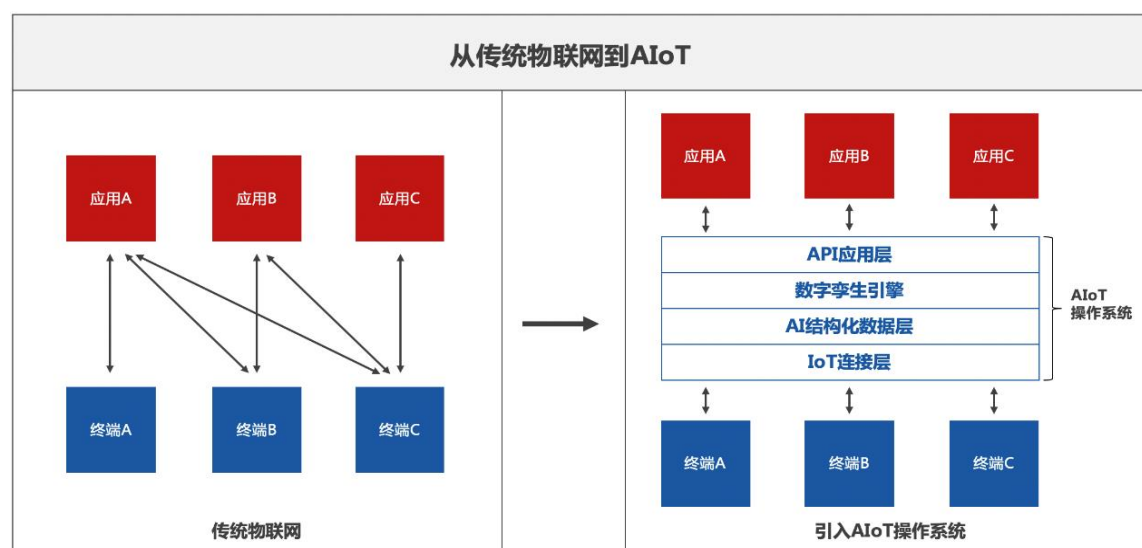 从传统物联网到AIoT
应用A
应用B
应用C
终端A
终端B
终端C
传统物联网
应用A
应用B
应用C
API应用层
数字孪生引擎
AI结构化数据层
IoT连接层
AIoT
操作系统
终端A
终端B
终端C
引入AIoT操作系统